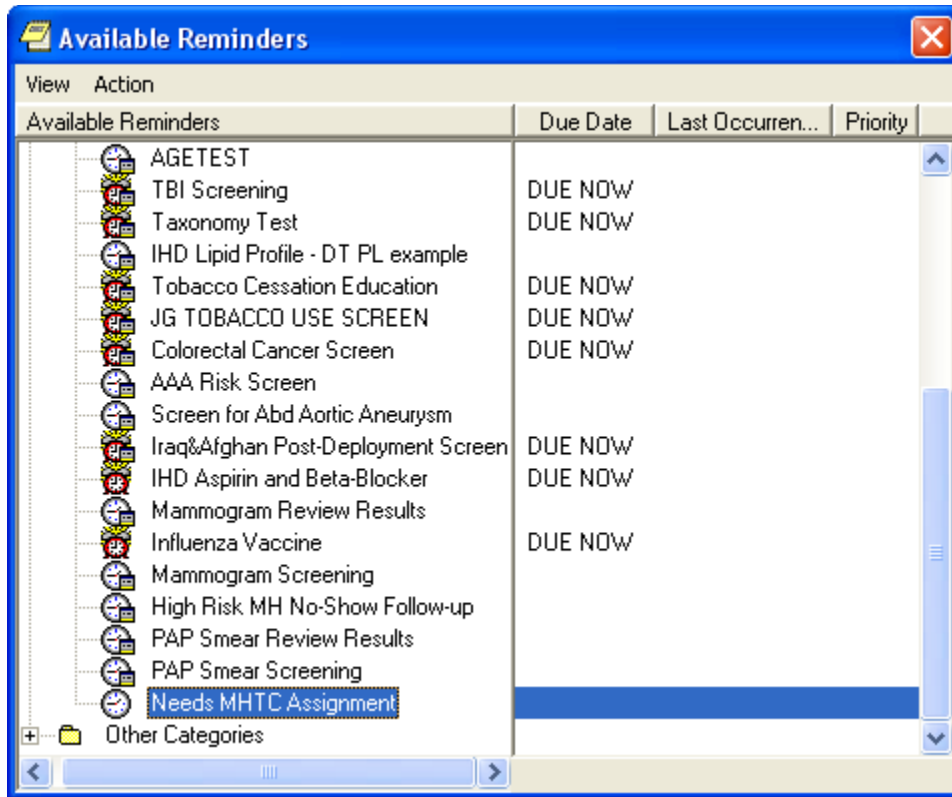 Available Reminders
View Action
Available Reminders Due Date Last Occurren... Priority
AGETEST
TBI Screening DUE NOW
Taxonomy Test DUE NOW
IHD Lipid Profile - DT PL example
Tobacco Cessation Education DUE NOW
JG TOBACCO USE SCREEN DUE NOW
Colorectal Cancer Screen DUE NOW
AAA Risk Screen
Screen for Abd Aortic Aneurysm
Iraq&Afghan Post-Deployment Screen DUE NOW
IHD Aspirin and Beta-Blocker DUE NOW
Mammogram Review Results
Influenza Vaccine DUE NOW
Mammogram Screening
High Risk MH No-Show Follow-up
PAP Smear Review Results
PAP Smear Screening
Needs MHTC Assignment
Other Categories